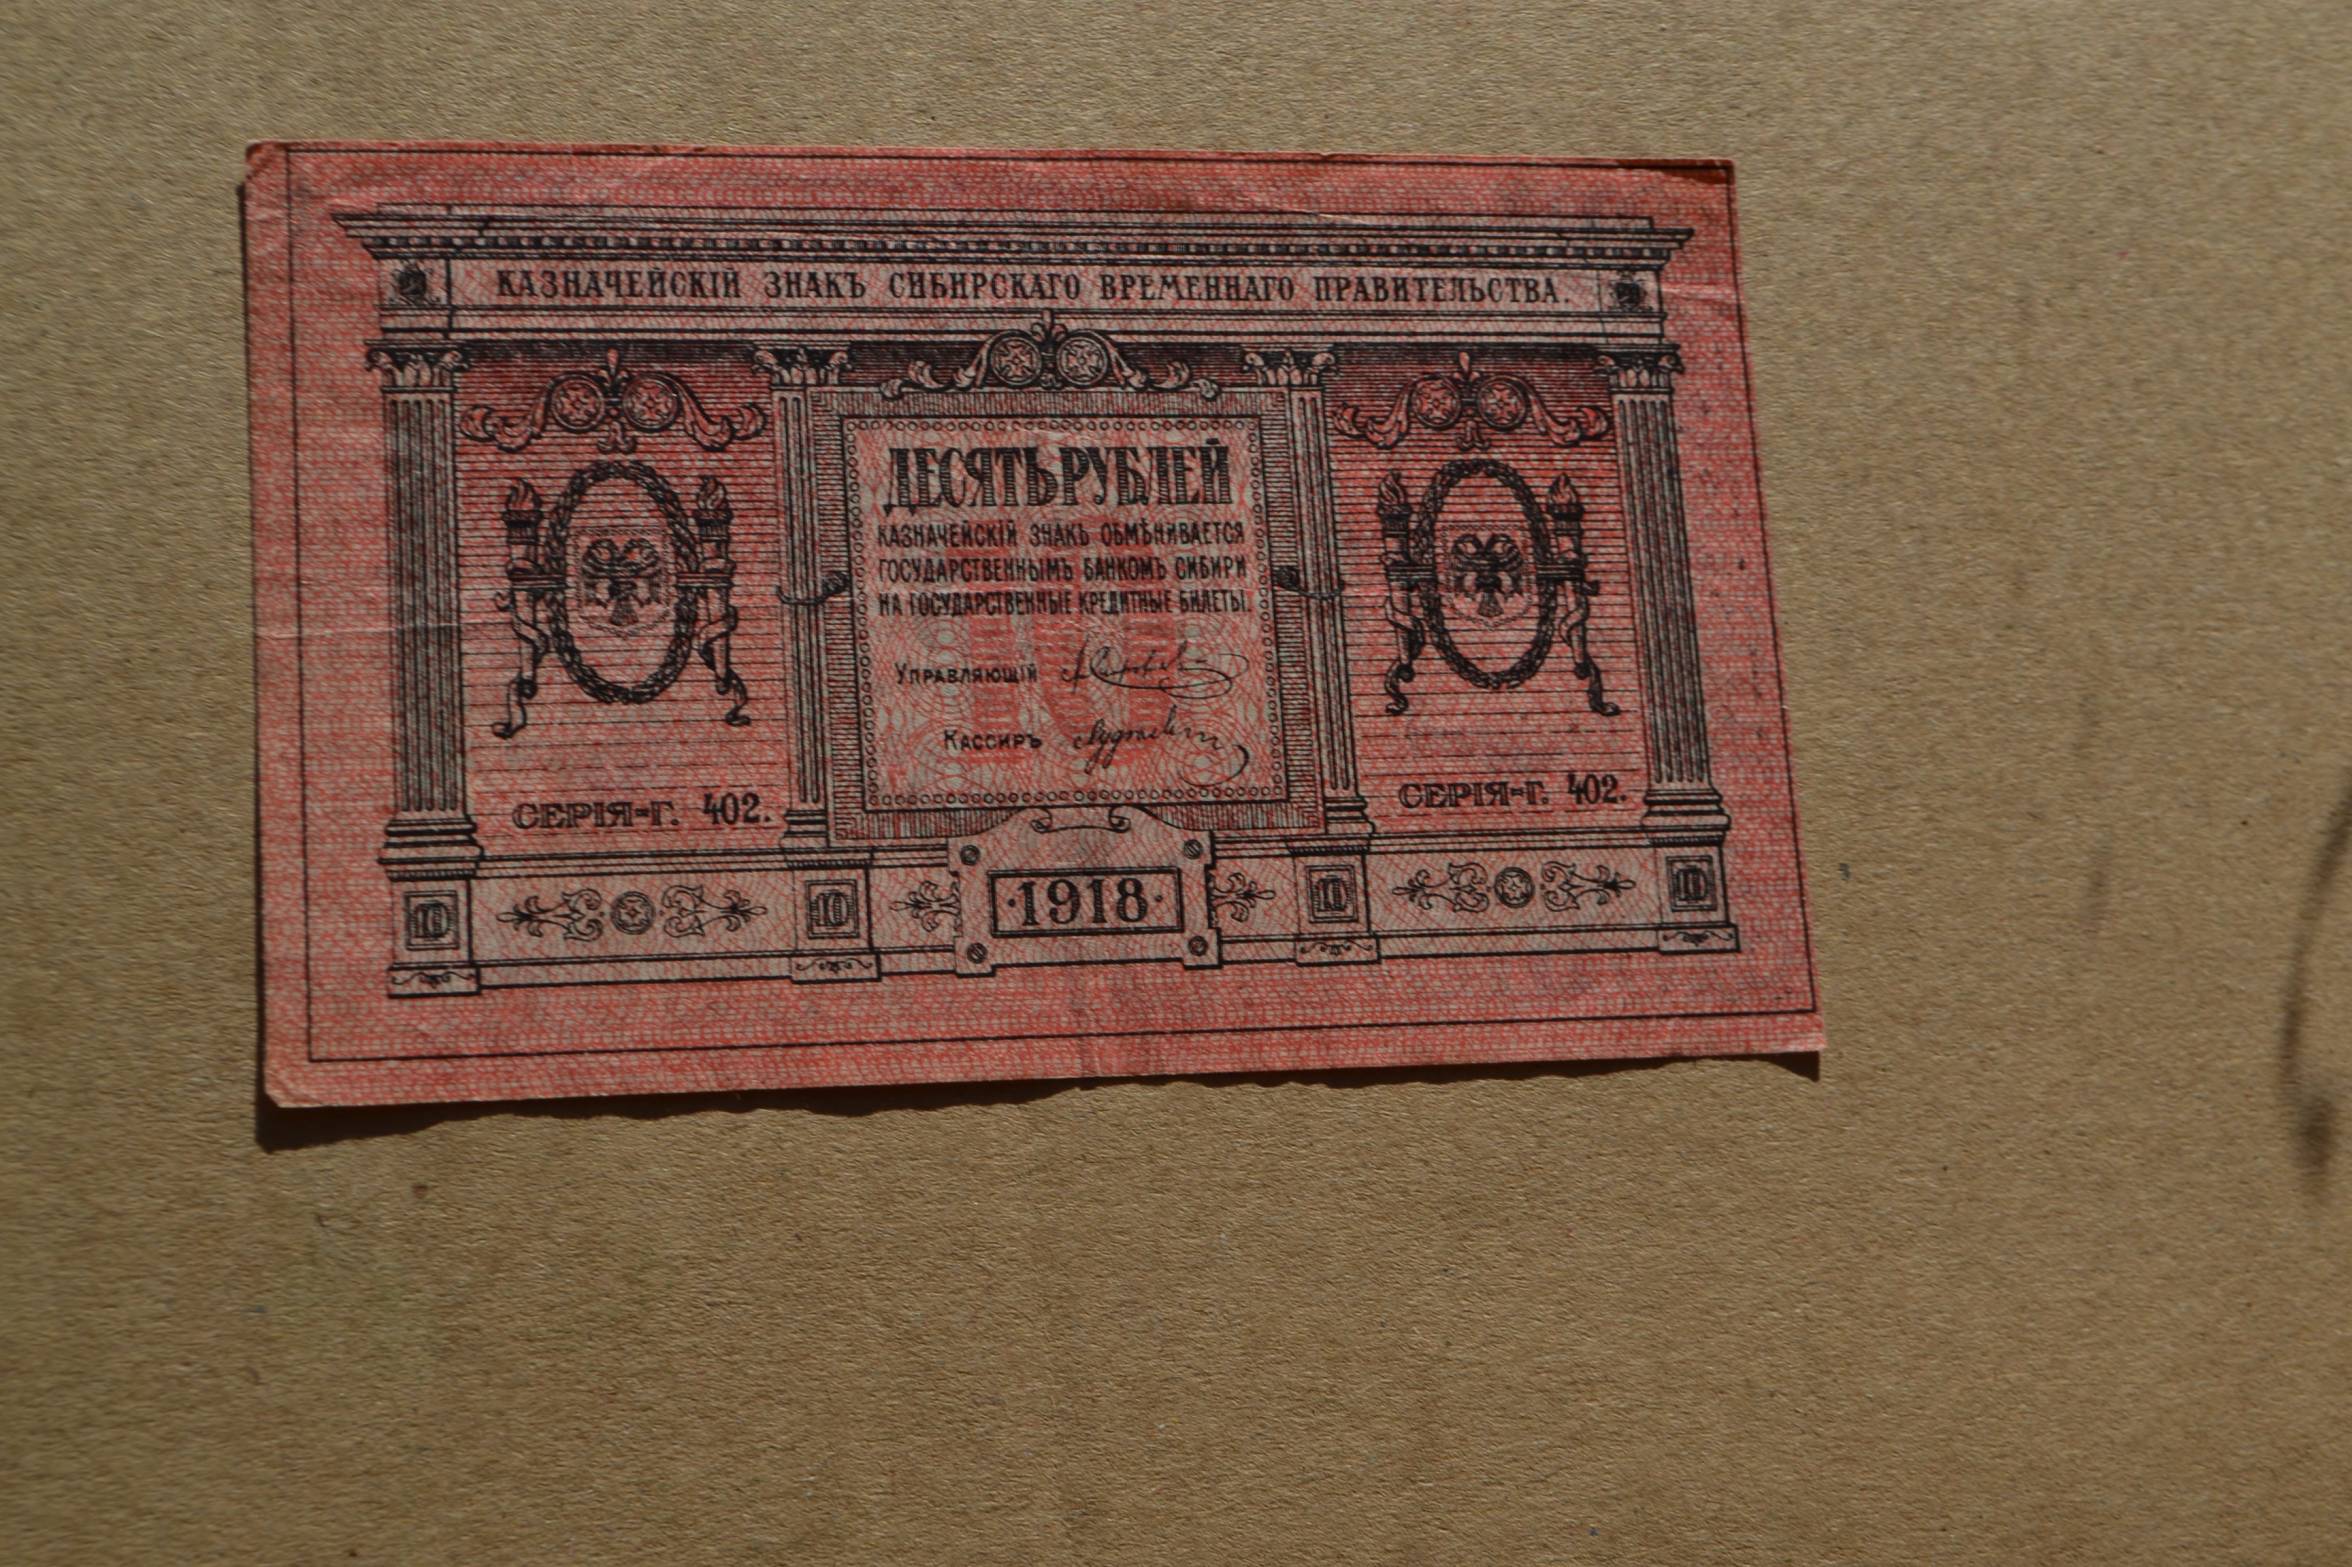 КАЗНАЧЕЙСКІЙ ЗНАКЪ СИБИРСКАГО ВРЕМЕННАГО ПРАВИТЕЛЬСТВА.
ДЕСЯТЬ РУБЛЕЙ
КАЗНАЧЕЙСКІЙ ЗНАКЪ ОБМѢНИВАЕТСЯ
ГОСУДАРСТВЕННЫМЪ БАНКОМЪ СИБИРИ
НА ГОСУДАРСТВЕННЫЕ КРЕДИТНЫЕ БИЛЕТЫ.
10
УПРАВЛЯЮЩІЙ
КАССИРЪ
СЕРІЯ-Г. 402.
СЕРІЯ-Г. 402.
10
10
·1918·
10
10